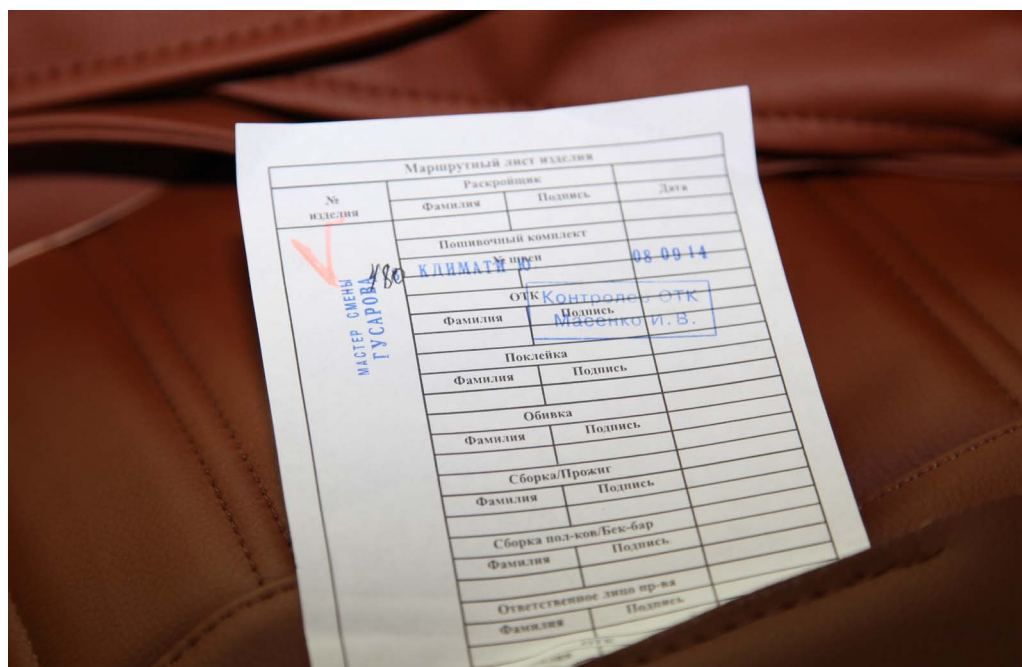 Маршрутный лист изделия
№ изделия
Раскройщик
Фамилия Подпись Дата
Пошивочный комплект
№ швеи
КЛИМАТИ Ю. 08 09 14
480
МАСТЕР СМЕНЫ
ГУСАРОВА
ОТК
Контролер ОТК
Масенко И. В.
Фамилия Подпись
Поклейка
Фамилия Подпись
Обивка
Фамилия Подпись
Сборка/Прожиг
Фамилия Подпись
Сборка пол-ков/Бек-бар
Фамилия Подпись
Ответственное лицо пр-ва
Фамилия Подпись